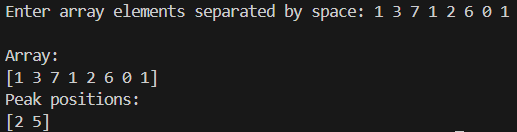 Enter array elements separated by space: 1 3 7 1 2 6 0 1
Array:
[1 3 7 1 2 6 0 1]
Peak positions:
[2 5]